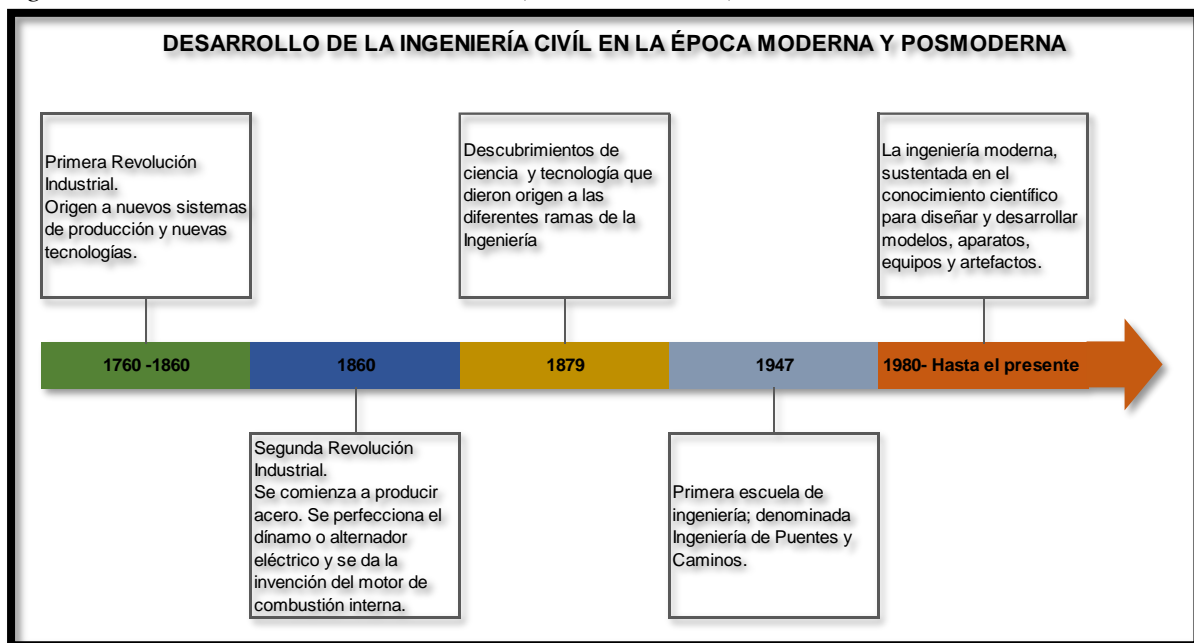 DESARROLLO DE LA INGENIERÍA CIVÍL EN LA ÉPOCA MODERNA Y POSMODERNA
Primera Revolución
Industrial.
Origen a nuevos sistemas
de producción y nuevas
tecnologías.
Descubrimientos de
ciencia y tecnología que
dieron origen a las
diferentes ramas de la
Ingeniería
La ingeniería moderna,
sustentada en el
conocimiento científico
para diseñar y desarrollar
modelos, aparatos,
equipos y artefactos.
1760 -1860
1860
1879
1947
1980- Hasta el presente
Segunda Revolución
Industrial.
Se comienza a producir
acero. Se perfecciona el
dínamo o alternador
eléctrico y se da la
invención del motor de
combustión interna.
Primera escuela de
ingeniería; denominada
Ingeniería de Puentes y
Caminos.